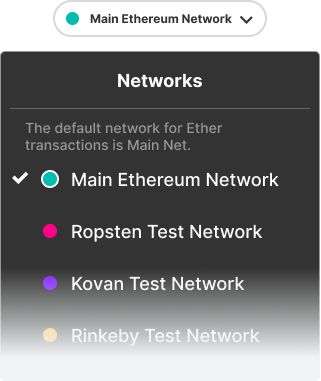 Main Ethereum Network
Networks
The default network for Ether
transactions is Main Net.
Main Ethereum Network
Ropsten Test Network
Kovan Test Network
Rinkeby Test Network